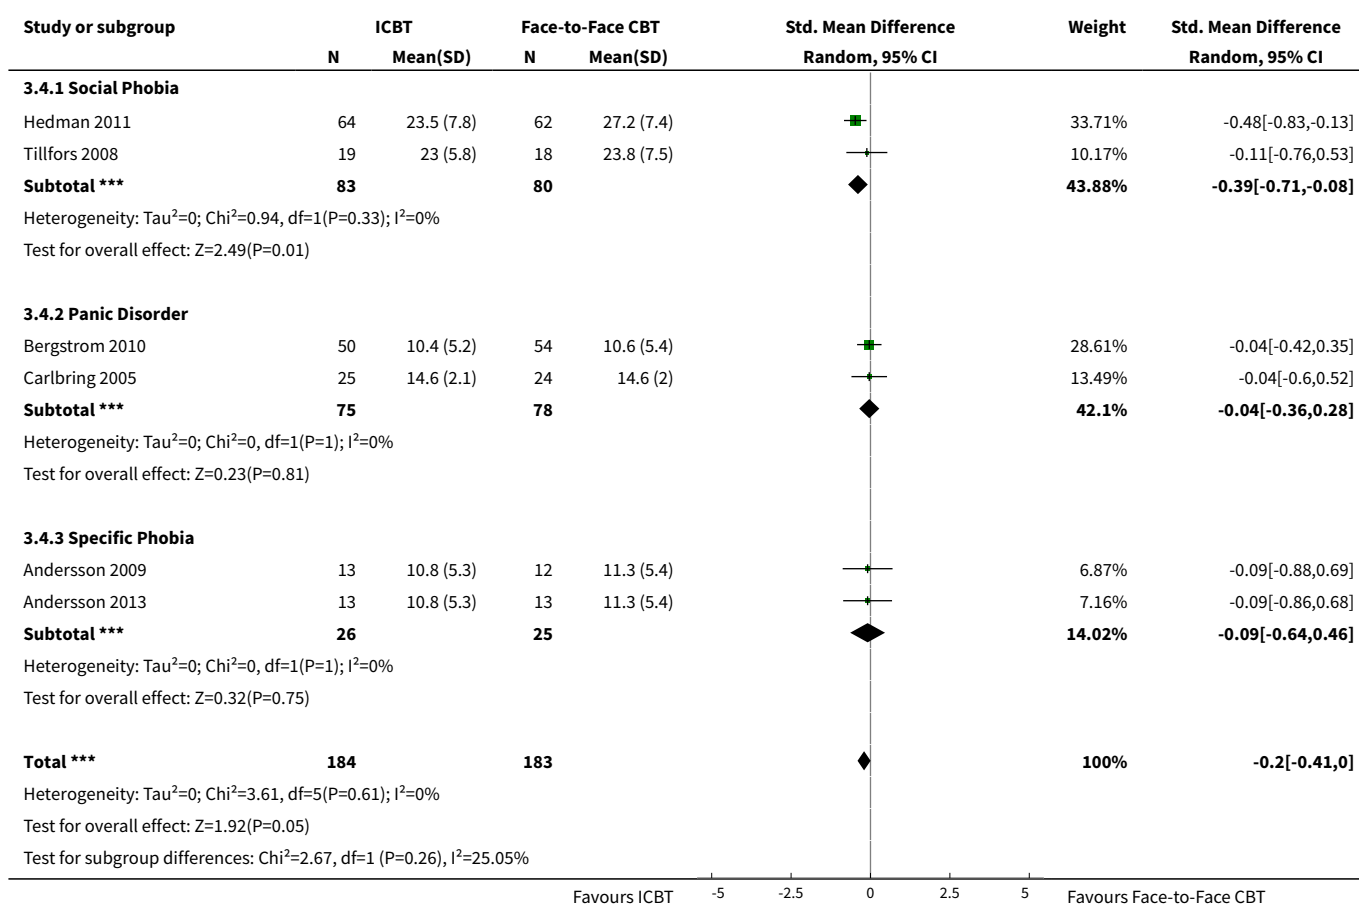 Study or subgroup ICBT Face-to-Face CBT Std. Mean Difference Weight Std. Mean Difference
N Mean(SD) N Mean(SD) Random, 95% CI Random, 95% CI
3.4.1 Social Phobia
Hedman 2011 64 23.5 (7.8) 62 27.2 (7.4) 33.71% -0.48[-0.83,-0.13]
Tillfors 2008 19 23 (5.8) 18 23.8 (7.5) 10.17% -0.11[-0.76,0.53]
Subtotal *** 83 80 43.88% -0.39[-0.71,-0.08]
Heterogeneity: Tau²=0; Chi²=0.94, df=1(P=0.33); I²=0%
Test for overall effect: Z=2.49(P=0.01)
3.4.2 Panic Disorder
Bergstrom 2010 50 10.4 (5.2) 54 10.6 (5.4) 28.61% -0.04[-0.42,0.35]
Carlbring 2005 25 14.6 (2.1) 24 14.6 (2) 13.49% -0.04[-0.6,0.52]
Subtotal *** 75 78 42.1% -0.04[-0.36,0.28]
Heterogeneity: Tau²=0; Chi²=0, df=1(P=1); I²=0%
Test for overall effect: Z=0.23(P=0.81)
3.4.3 Specific Phobia
Andersson 2009 13 10.8 (5.3) 12 11.3 (5.4) 6.87% -0.09[-0.88,0.69]
Andersson 2013 13 10.8 (5.3) 13 11.3 (5.4) 7.16% -0.09[-0.86,0.68]
Subtotal *** 26 25 14.02% -0.09[-0.64,0.46]
Heterogeneity: Tau²=0; Chi²=0, df=1(P=1); I²=0%
Test for overall effect: Z=0.32(P=0.75)
Total *** 184 183 100% -0.2[-0.41,0]
Heterogeneity: Tau²=0; Chi²=3.61, df=5(P=0.61); I²=0%
Test for overall effect: Z=1.92(P=0.05)
Test for subgroup differences: Chi²=2.67, df=1 (P=0.26), I²=25.05%
Favours ICBT -5 -2.5 0 2.5 5 Favours Face-to-Face CBT